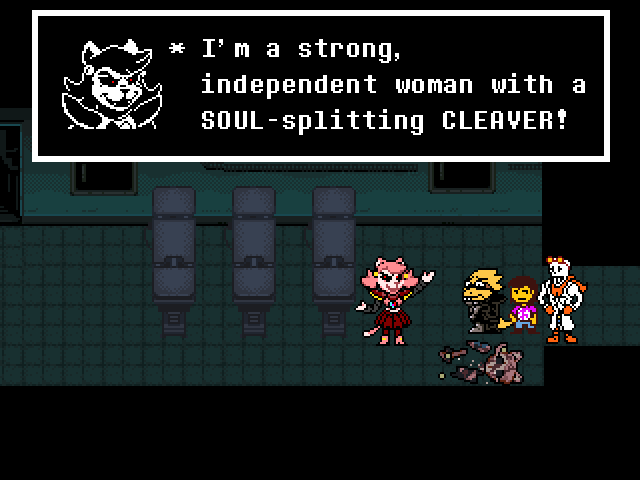 * I'm a strong,
independent woman with a
SOUL-splitting CLEAVER!